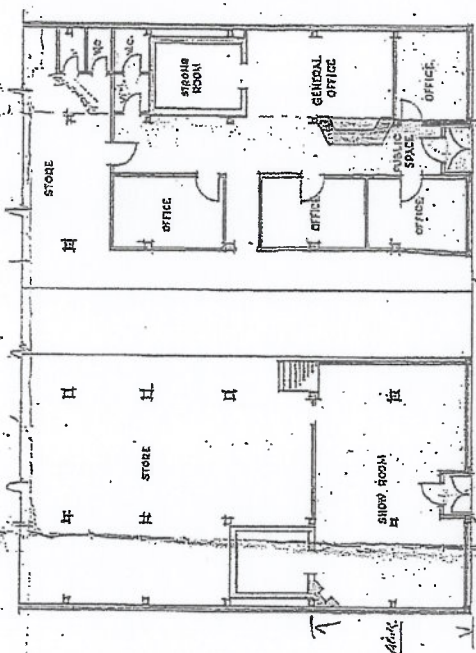 STORE
W.C.
STRONG
ROOM
GENERAL
OFFICE
OFFICE
PUBLIC
SPACE
OFFICE
OFFICE
OFFICE
STORE
SHOW ROOM